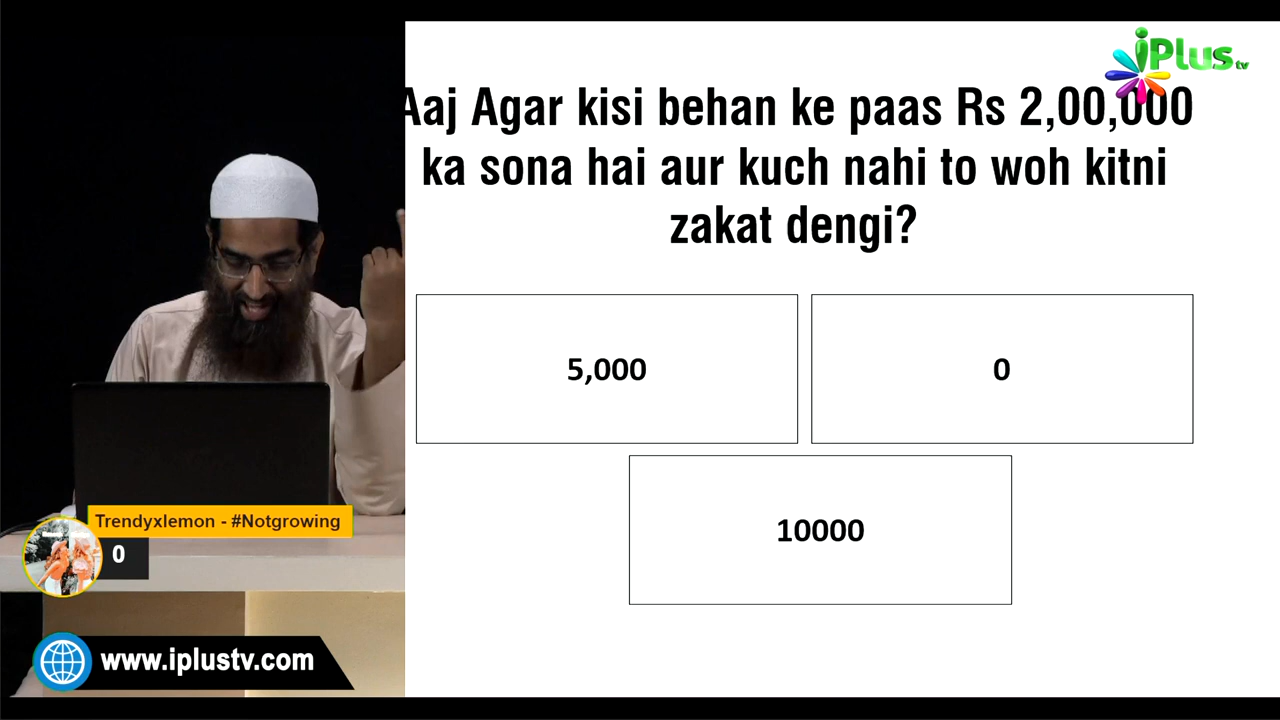 iPlus tv
Aaj Agar kisi behan ke paas Rs 2,00,000
ka sona hai aur kuch nahi to woh kitni
zakat dengi?
5,000
0
10000
Trendyxlemon - #Notgrowing
0
www.iplustv.com